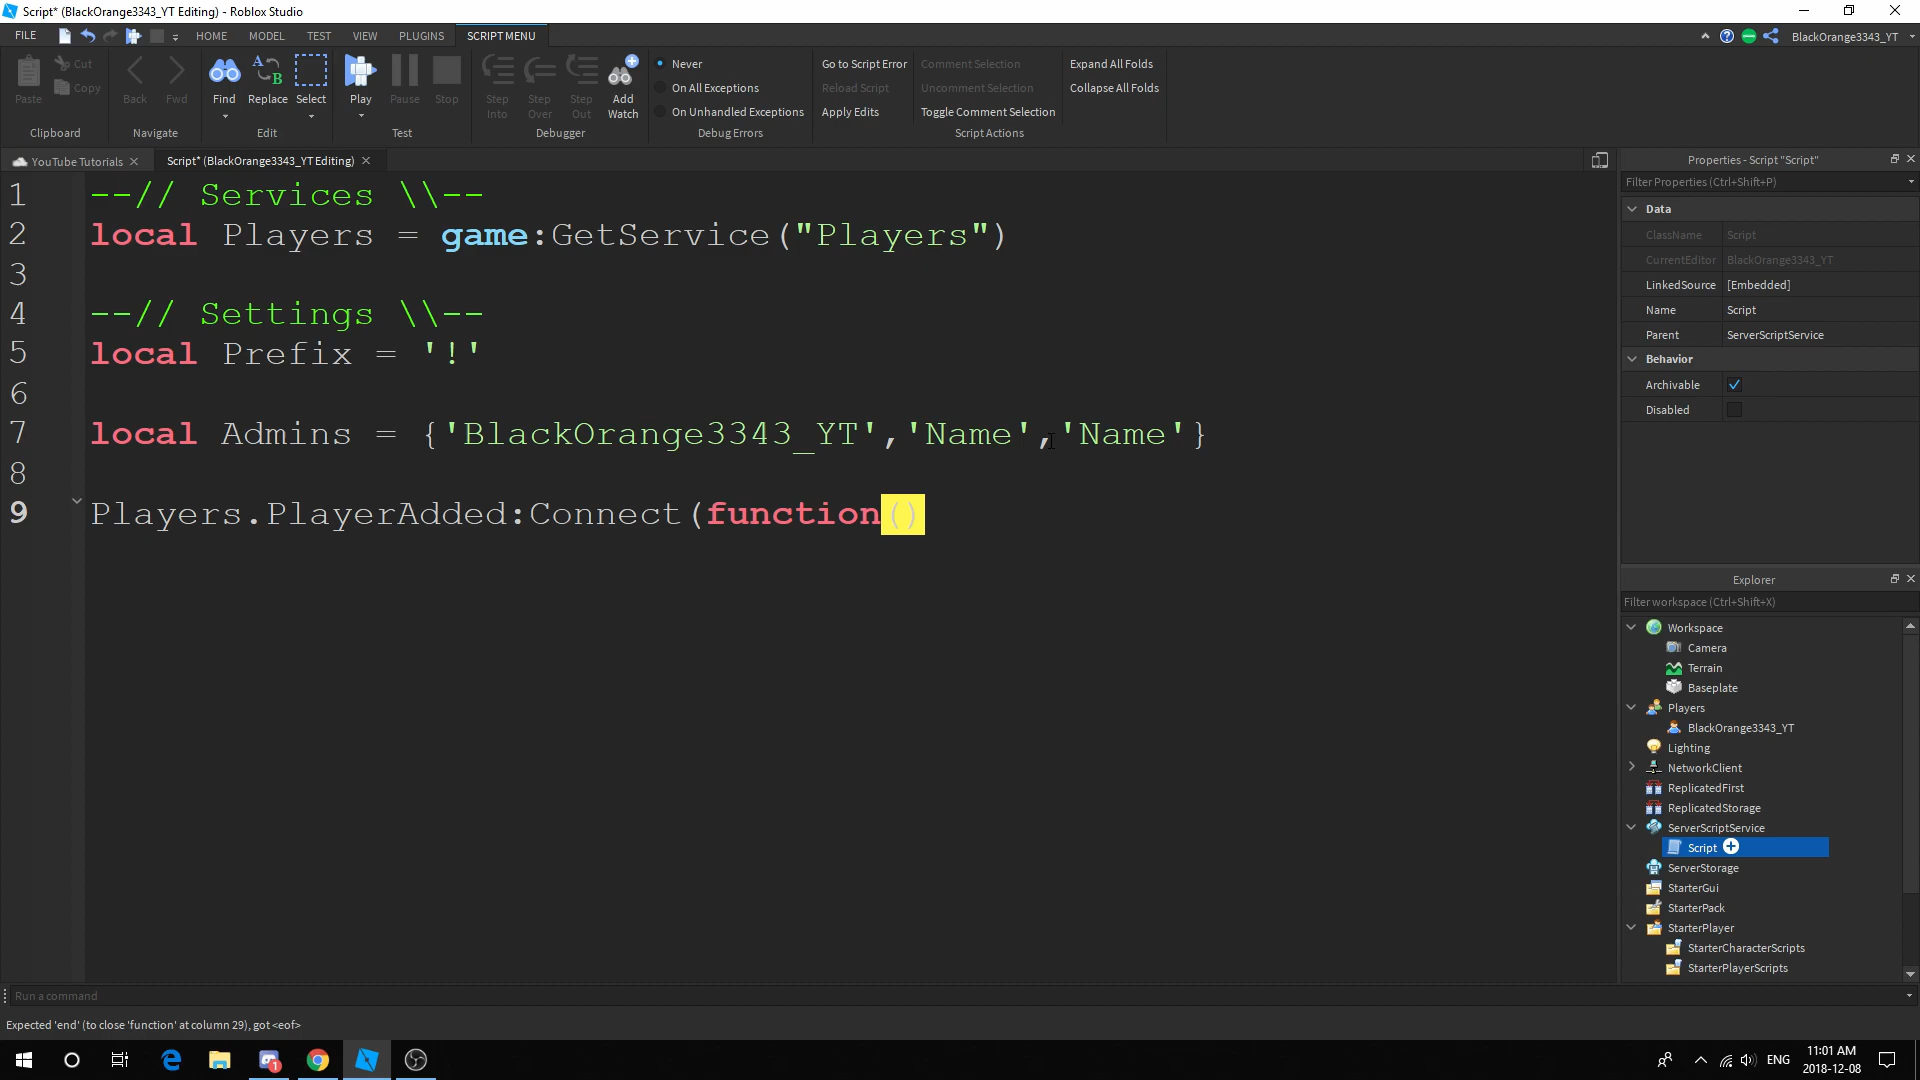 Script* (BlackOrange3343_YT Editing) - Roblox Studio
FILE HOME MODEL TEST VIEW PLUGINS SCRIPT MENU BlackOrange3343_YT
Paste Cut Copy Clipboard
Back Fwd Navigate
Find Replace Select Edit
Play Pause Stop Test
Step Into Step Over Step Out Add Watch Debugger
Never
On All Exceptions
On Unhandled Exceptions
Debug Errors
Go to Script Error Comment Selection
Reload Script Uncomment Selection
Apply Edits Toggle Comment Selection
Script Actions
Expand All Folds
Collapse All Folds
YouTube Tutorials Script* (BlackOrange3343_YT Editing)
1 --// Services \\--
2 local Players = game:GetService("Players")
3
4 --// Settings \\--
5 local Prefix = '!'
6
7 local Admins = {'BlackOrange3343_YT','Name','Name'}
8
9 Players.PlayerAdded:Connect(function()
Properties - Script "Script"
Filter Properties (Ctrl+Shift+P)
Data
ClassName Script
CurrentEditor BlackOrange3343_YT
LinkedSource [Embedded]
Name Script
Parent ServerScriptService
Behavior
Archivable
Disabled
Explorer
Filter workspace (Ctrl+Shift+X)
Workspace
Camera
Terrain
Baseplate
Players
BlackOrange3343_YT
Lighting
NetworkClient
ReplicatedFirst
ReplicatedStorage
ServerScriptService
Script
ServerStorage
StarterGui
StarterPack
StarterPlayer
StarterCharacterScripts
StarterPlayerScripts
Run a command
Expected 'end' (to close 'function' at column 29), got <eof>
1
ENG
11:01 AM
2018-12-08